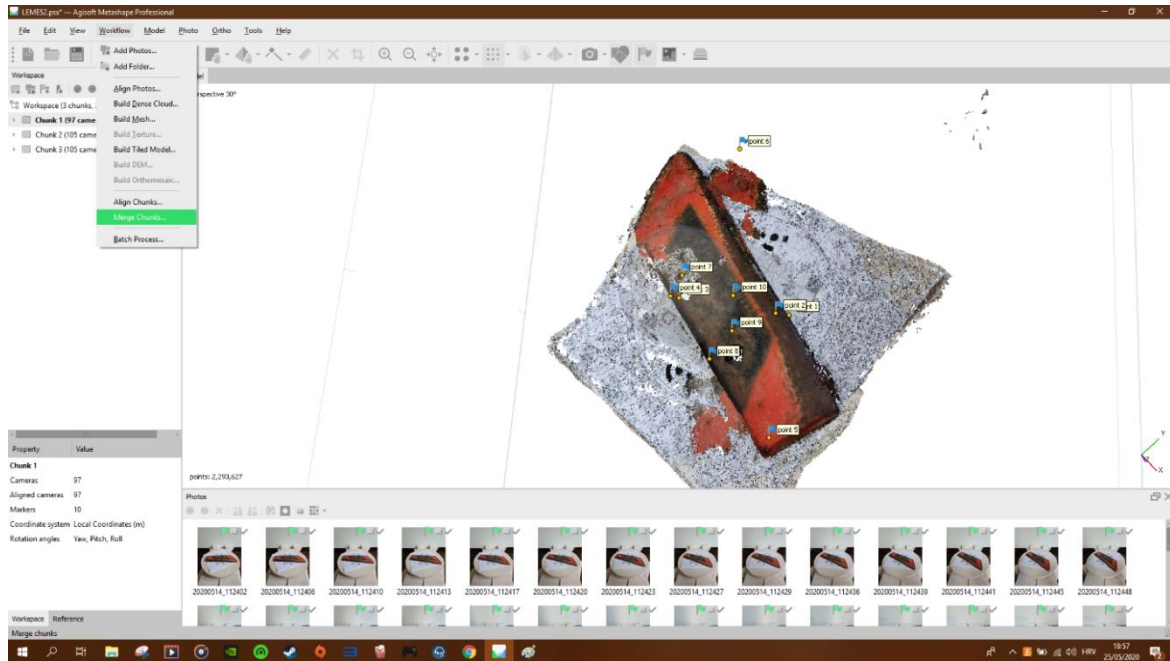 LEMES2.psx* — Agisoft Metashape Professional
File Edit View Workflow Model Photo Ortho Tools Help
Add Photos...
Add Folder...
Align Photos...
Build Dense Cloud...
Build Mesh...
Build Texture...
Build Tiled Model...
Build DEM...
Build Orthomosaic...
Align Chunks...
Merge Chunks...
Batch Process...
Workspace
Workspace (3 chunks,
Chunk 1 (97 came
Chunk 2 (105 came
Chunk 3 (105 came
erspective 30°
point 6
point 7
point 4
point 10
point 2
point 9
point 8
point 5
Y
X
points: 2,293,627
Property Value
Chunk 1
Cameras 97
Aligned cameras 97
Markers 10
Coordinate system Local Coordinates (m)
Rotation angles Yaw, Pitch, Roll
Photos
20200514_112402 20200514_112406 20200514_112410 20200514_112413 20200514_112417 20200514_112420 20200514_112423 20200514_112427 20200514_112429 20200514_112436 20200514_112439 20200514_112441 20200514_112445 20200514_112448
Workspace Reference
Merge chunks
HRV
10:57
25/05/2020